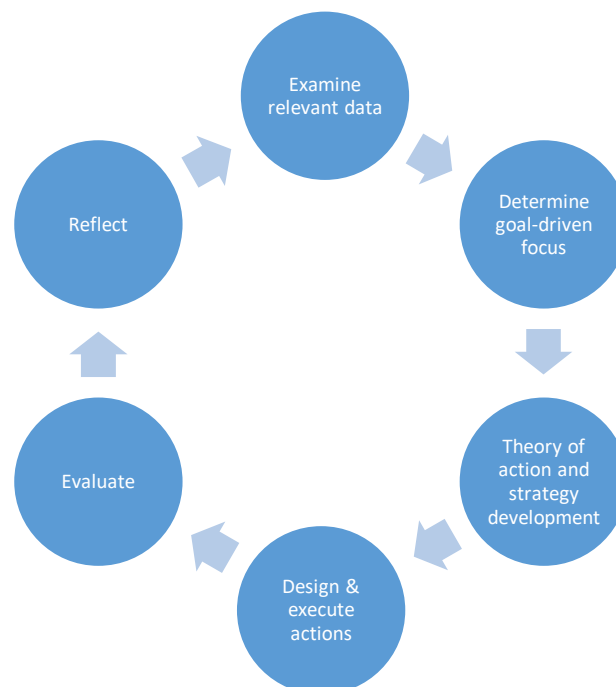 Examine
relevant data
Determine
goal-driven
focus
Theory of
action and
strategy
development
Design &
execute
actions
Evaluate
Reflect